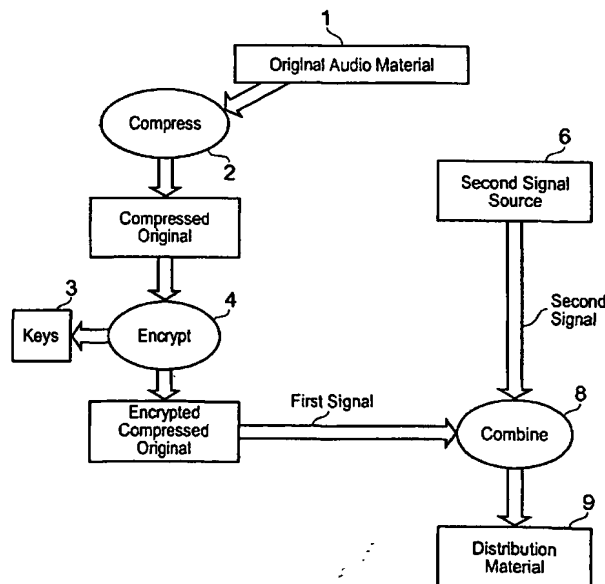 1
Original Audio Material
Compress
2
6
Second Signal
Source
Compressed
Original
3
Keys
4
Encrypt
Second
Signal
Encrypted
Compressed
Original
First Signal
8
Combine
9
Distribution
Material